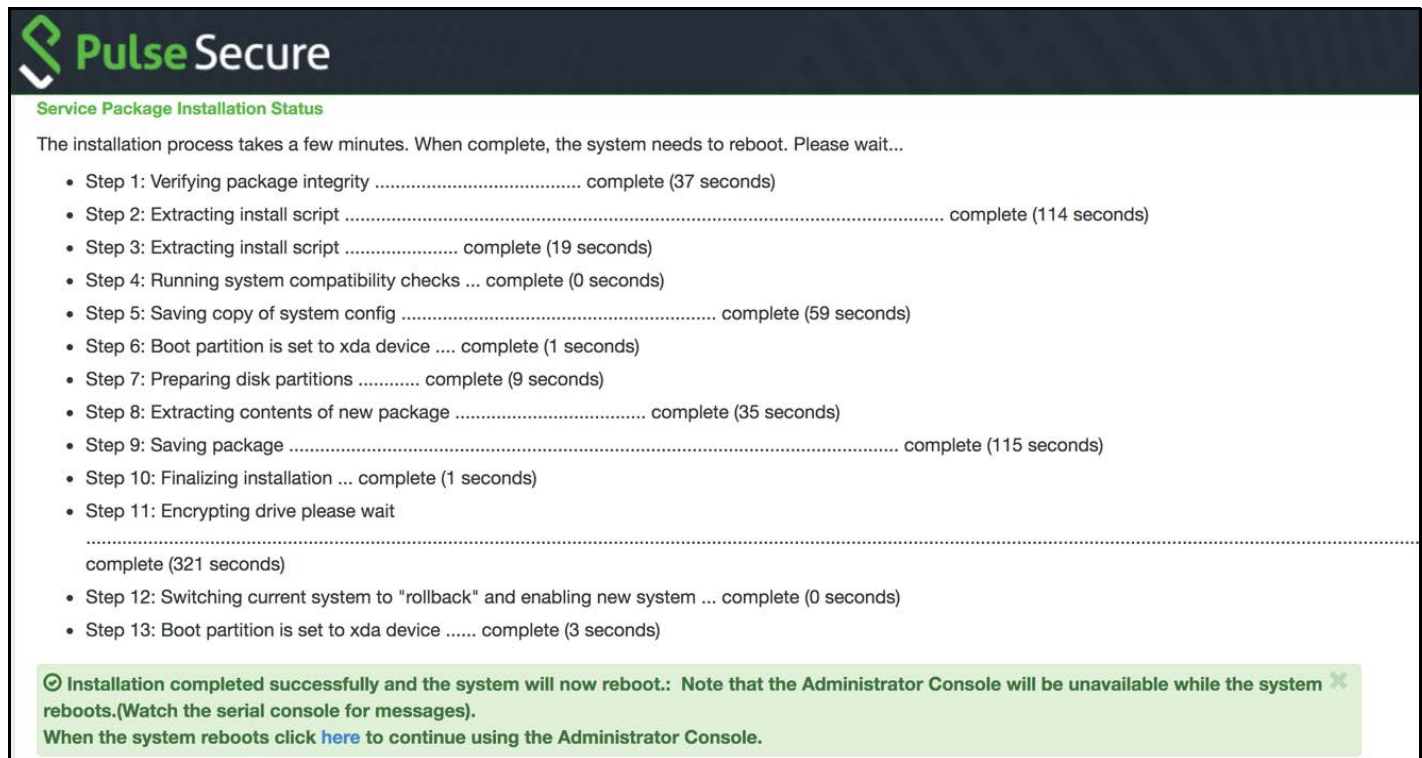 Pulse Secure
Service Package Installation Status
The installation process takes a few minutes. When complete, the system needs to reboot. Please wait...
• Step 1: Verifying package integrity ........................................ complete (37 seconds)
• Step 2: Extracting install script ..................................................................................................................... complete (114 seconds)
• Step 3: Extracting install script ...................... complete (19 seconds)
• Step 4: Running system compatibility checks ... complete (0 seconds)
• Step 5: Saving copy of system config ............................................................. complete (59 seconds)
• Step 6: Boot partition is set to xda device .... complete (1 seconds)
• Step 7: Preparing disk partitions ............ complete (9 seconds)
• Step 8: Extracting contents of new package ..................................... complete (35 seconds)
• Step 9: Saving package ...................................................................................................................... complete (115 seconds)
• Step 10: Finalizing installation ... complete (1 seconds)
• Step 11: Encrypting drive please wait
....................................................................................................................................................................................................................................................................
complete (321 seconds)
• Step 12: Switching current system to "rollback" and enabling new system ... complete (0 seconds)
• Step 13: Boot partition is set to xda device ...... complete (3 seconds)
Installation completed successfully and the system will now reboot.: Note that the Administrator Console will be unavailable while the system
reboots.(Watch the serial console for messages).
When the system reboots click here to continue using the Administrator Console.